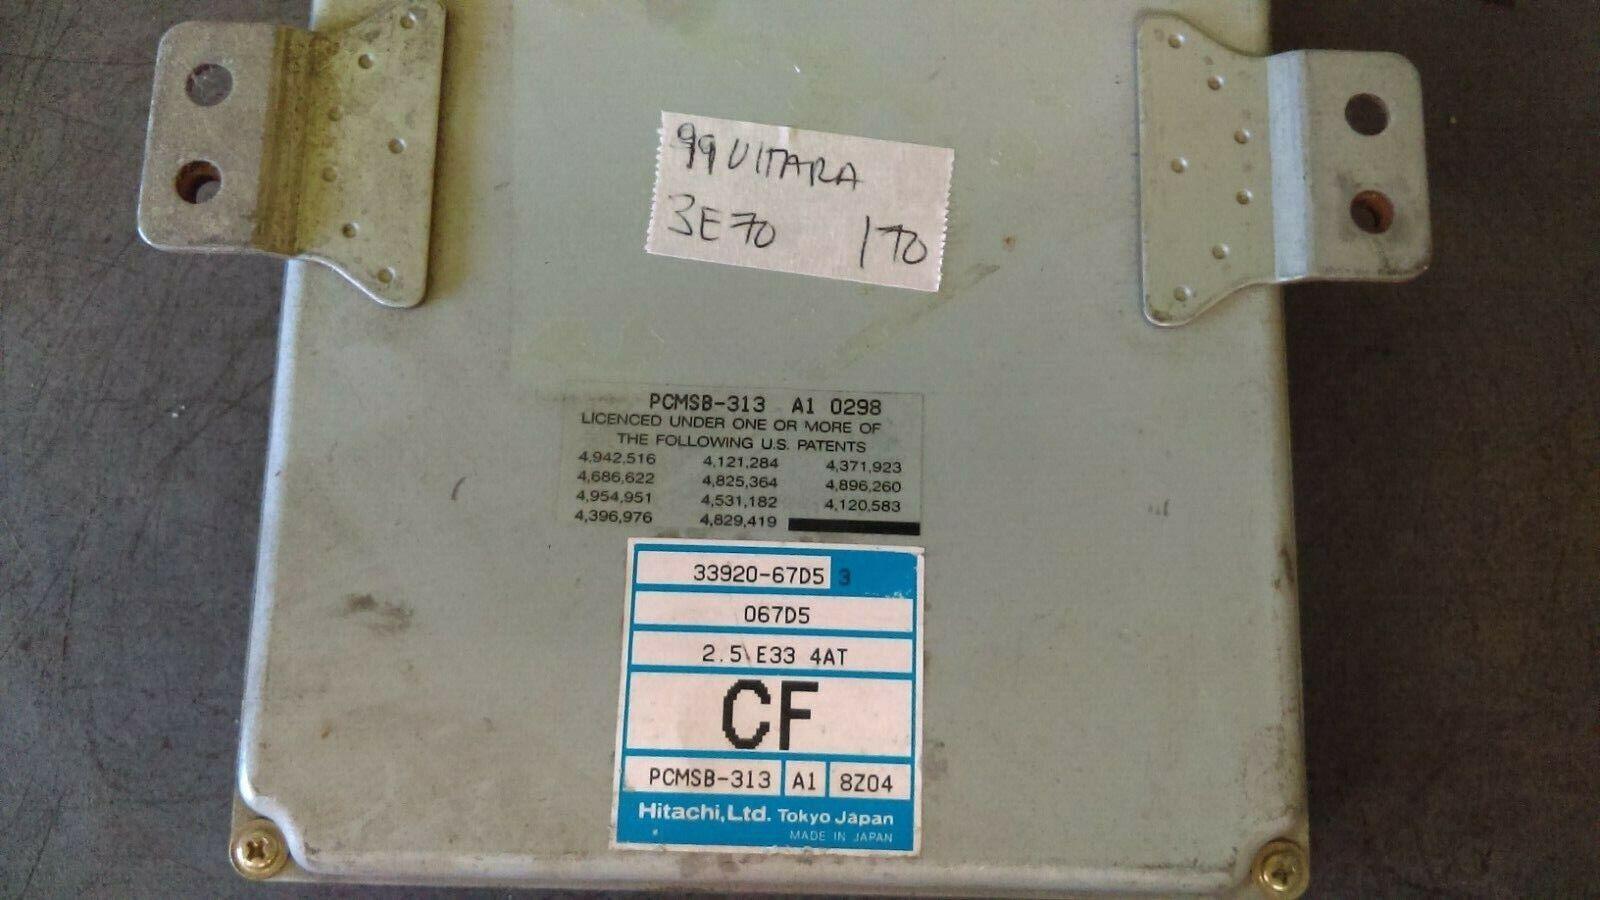 99 VITARA
3E70 170
PCMSB-313 A1 0298
LICENCED UNDER ONE OR MORE OF
THE FOLLOWING U.S. PATENTS
4,942,516 4,121,284 4,371,923
4,686,622 4,825,364 4,896,260
4,954,951 4,531,182 4,120,583
4,396,976 4,829,419
33920-67D5 3
067D5
2.5 E33 4AT
CF
PCMSB-313 A1 8Z04
Hitachi,Ltd. Tokyo Japan
MADE IN JAPAN